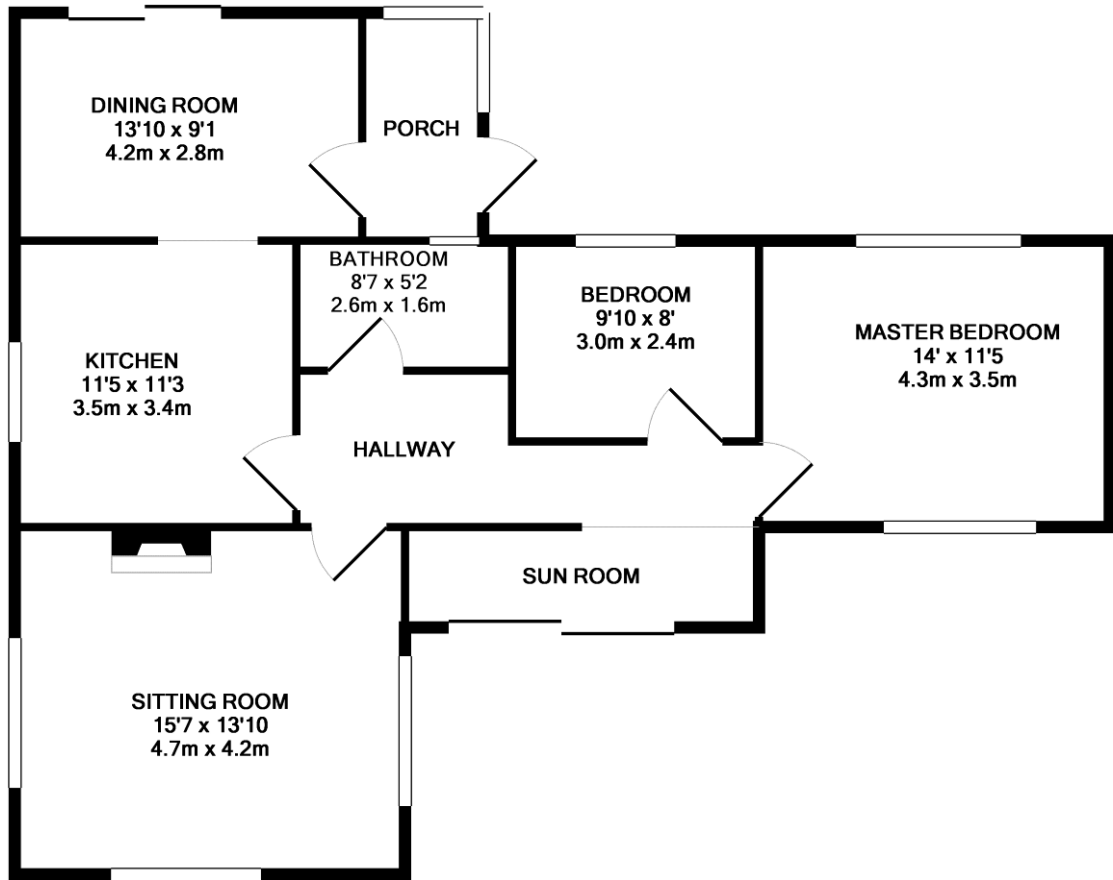 DINING ROOM
13'10 x 9'1
4.2m x 2.8m
PORCH
BATHROOM
8'7 x 5'2
2.6m x 1.6m
BEDROOM
9'10 x 8'
3.0m x 2.4m
MASTER BEDROOM
14' x 11'5
4.3m x 3.5m
KITCHEN
11'5 x 11'3
3.5m x 3.4m
HALLWAY
SUN ROOM
SITTING ROOM
15'7 x 13'10
4.7m x 4.2m